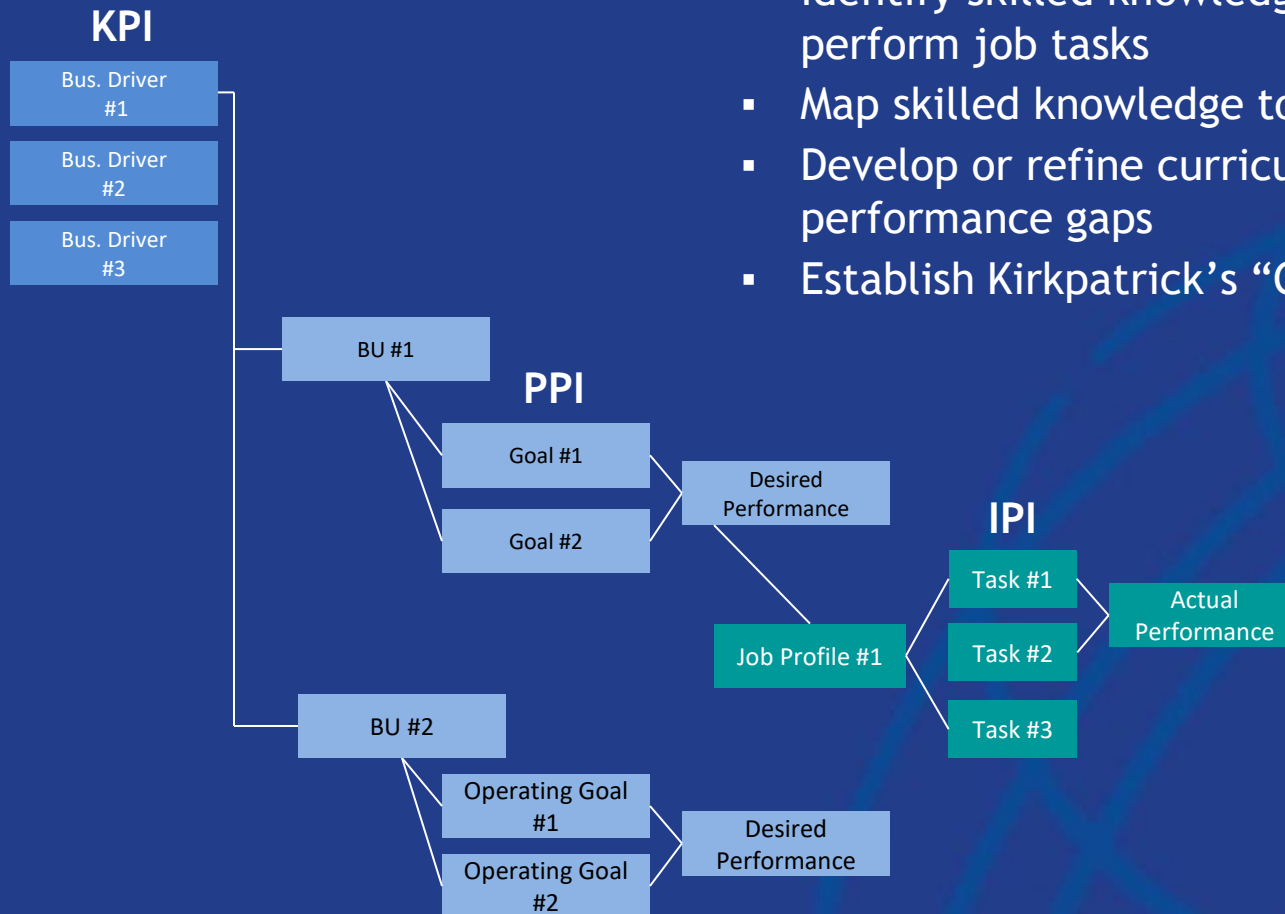 KPI
Bus. Driver
#1
Bus. Driver
#2
Bus. Driver
#3
perform job tasks
▪ Map skilled knowledge to
▪ Develop or refine
performance gaps
▪ Establish Kirkpatrick’s
BU #1
PPI
Goal #1
Goal #2
Desired
Performance
IPI
Task #1
Task #2
Task #3
Actual
Performance
Job Profile #1
BU #2
Operating Goal
#1
Operating Goal
#2
Desired
Performance